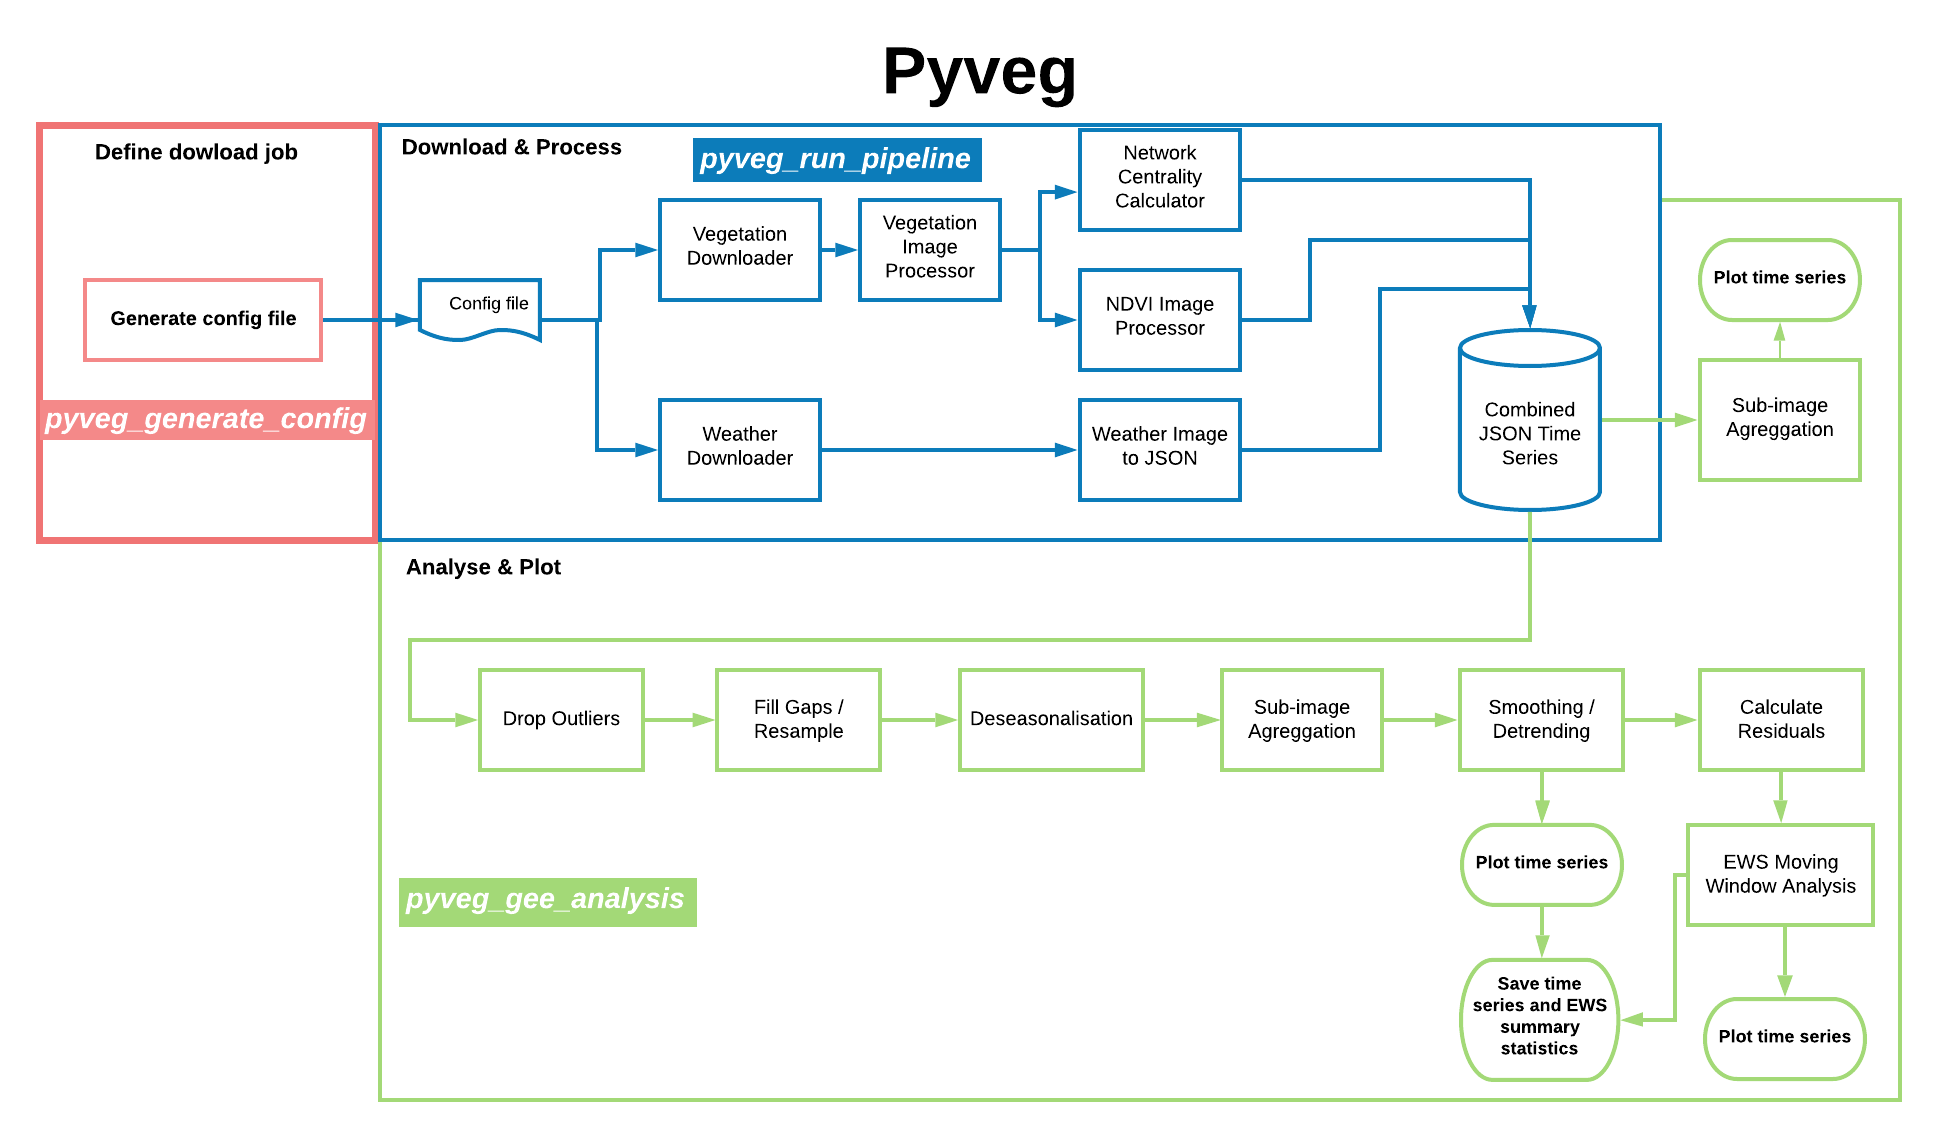 Pyveg
Define dowload job
Generate config file
pyveg_generate_config
Download & Process
pyveg_run_pipeline
Config file
Vegetation
Downloader
Vegetation
Image
Processor
Network
Centrality
Calculator
NDVI Image
Processor
Weather
Downloader
Weather Image
to JSON
Combined
JSON Time
Series
Plot time series
Sub-image
Agreggation
Analyse & Plot
Drop Outliers
Fill Gaps /
Resample
Deseasonalisation
Sub-image
Agreggation
Smoothing /
Detrending
Calculate
Residuals
Plot time series
EWS Moving
Window Analysis
pyveg_gee_analysis
Save time
series and EWS
summary
statistics
Plot time series